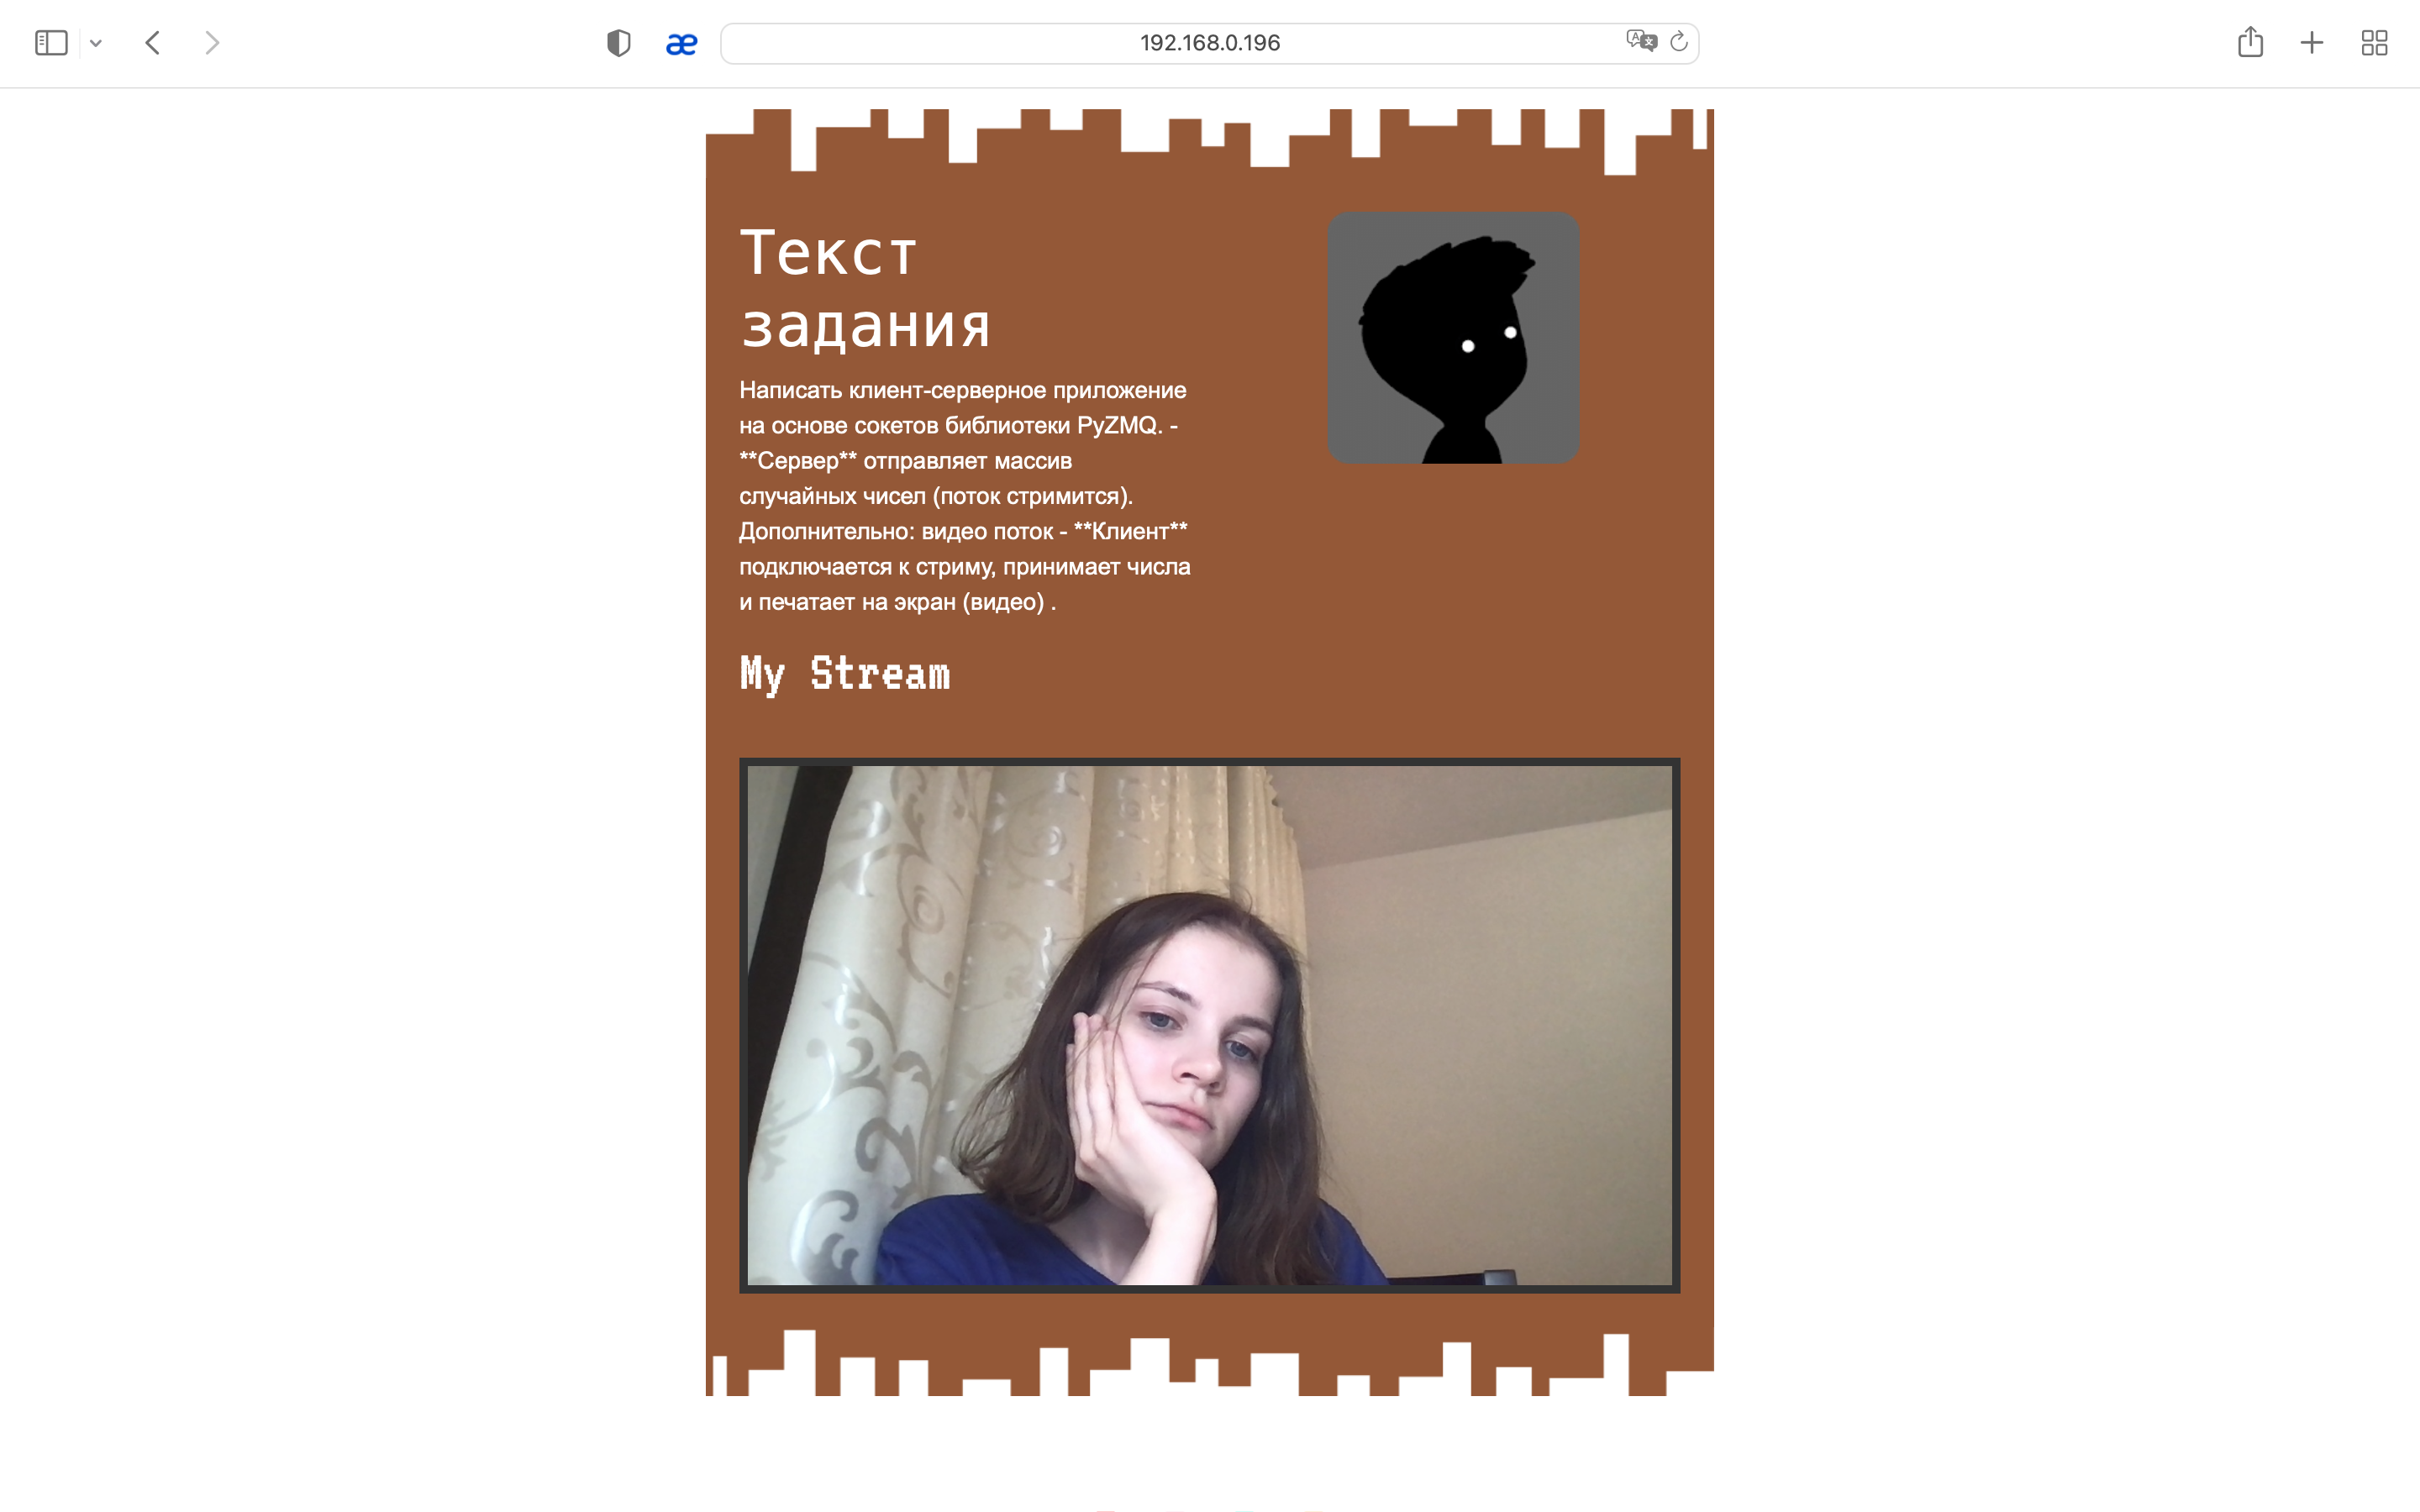 æ
192.168.0.196
Текст
задания
Написать клиент-серверное приложение
на основе сокетов библиотеки PyZMQ. -
**Сервер** отправляет массив
случайных чисел (поток стримится).
Дополнительно: видео поток - **Клиент**
подключается к стриму, принимает числа
и печатает на экран (видео) .
My Stream